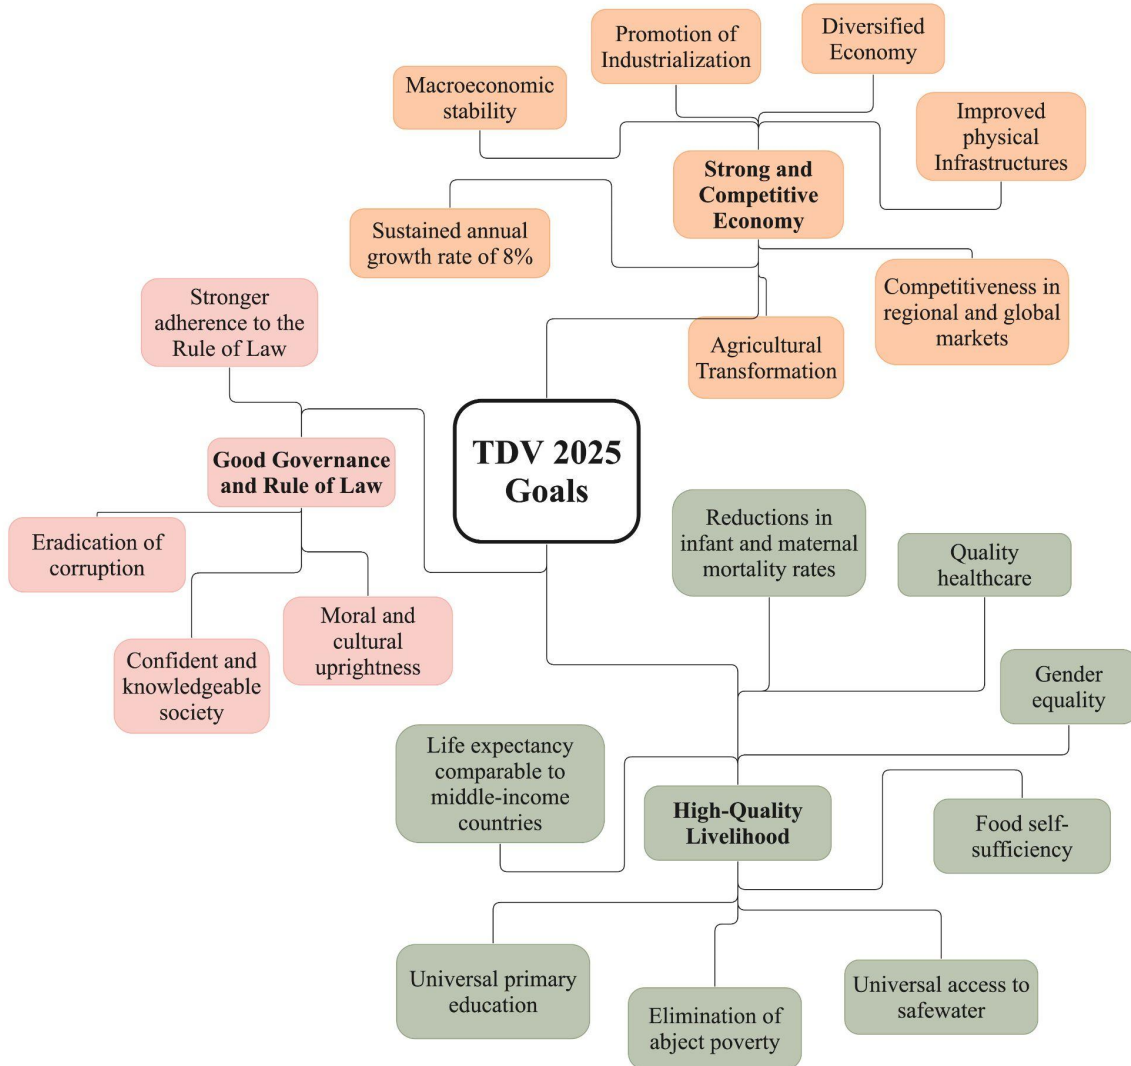 Promotion of
Industrialization
Diversified
Economy
Macroeconomic
stability
Improved
physical
Infrastructures
Strong and
Competitive
Economy
Sustained annual
growth rate of 8%
Competitiveness in
regional and global
markets
Agricultural
Transformation
Stronger
adherence to the
Rule of Law
Good Governance
and Rule of Law
Eradication of
corruption
Confident and
knowledgeable
society
Moral and
cultural
uprightness
TDV 2025
Goals
Reductions in
infant and maternal
mortality rates
Quality
healthcare
Gender
equality
Life expectancy
comparable to
middle-income
countries
High-Quality
Livelihood
Food self-
sufficiency
Universal primary
education
Elimination of
abject poverty
Universal access to
safewater